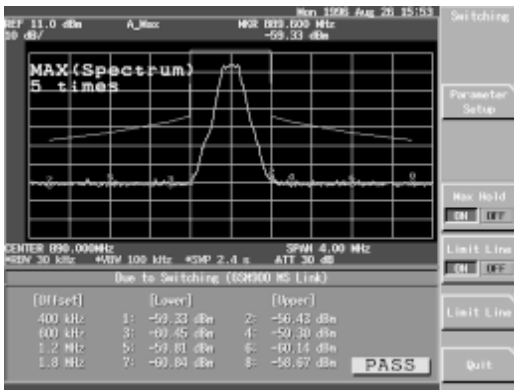 Mon 1996 Aug 26 15:53
REF 11.0 dBm A_Max MKR 889.600 MHz
10 dB/ -59.33 dBm
MAX(Spectrum)
5 times
CENTER 890.000MHz SPAN 4.00 MHz
*RBW 30 kHz *VBW 100 kHz *SWP 2.4 s ATT 30 dB
Due to Switching (GSM900 MS Link)
[Offset] [Lower] [Upper]
400 kHz 1: -59.33 dBm 2: -56.43 dBm
600 kHz 3: -60.45 dBm 4: -59.30 dBm
1.2 MHz 5: -59.81 dBm 6: -60.14 dBm
1.8 MHz 7: -60.84 dBm 8: -58.67 dBm
PASS
Switching
Parameter
Setup
Max Hold
ON OFF
Limit Line
ON OFF
Limit Line
Quit